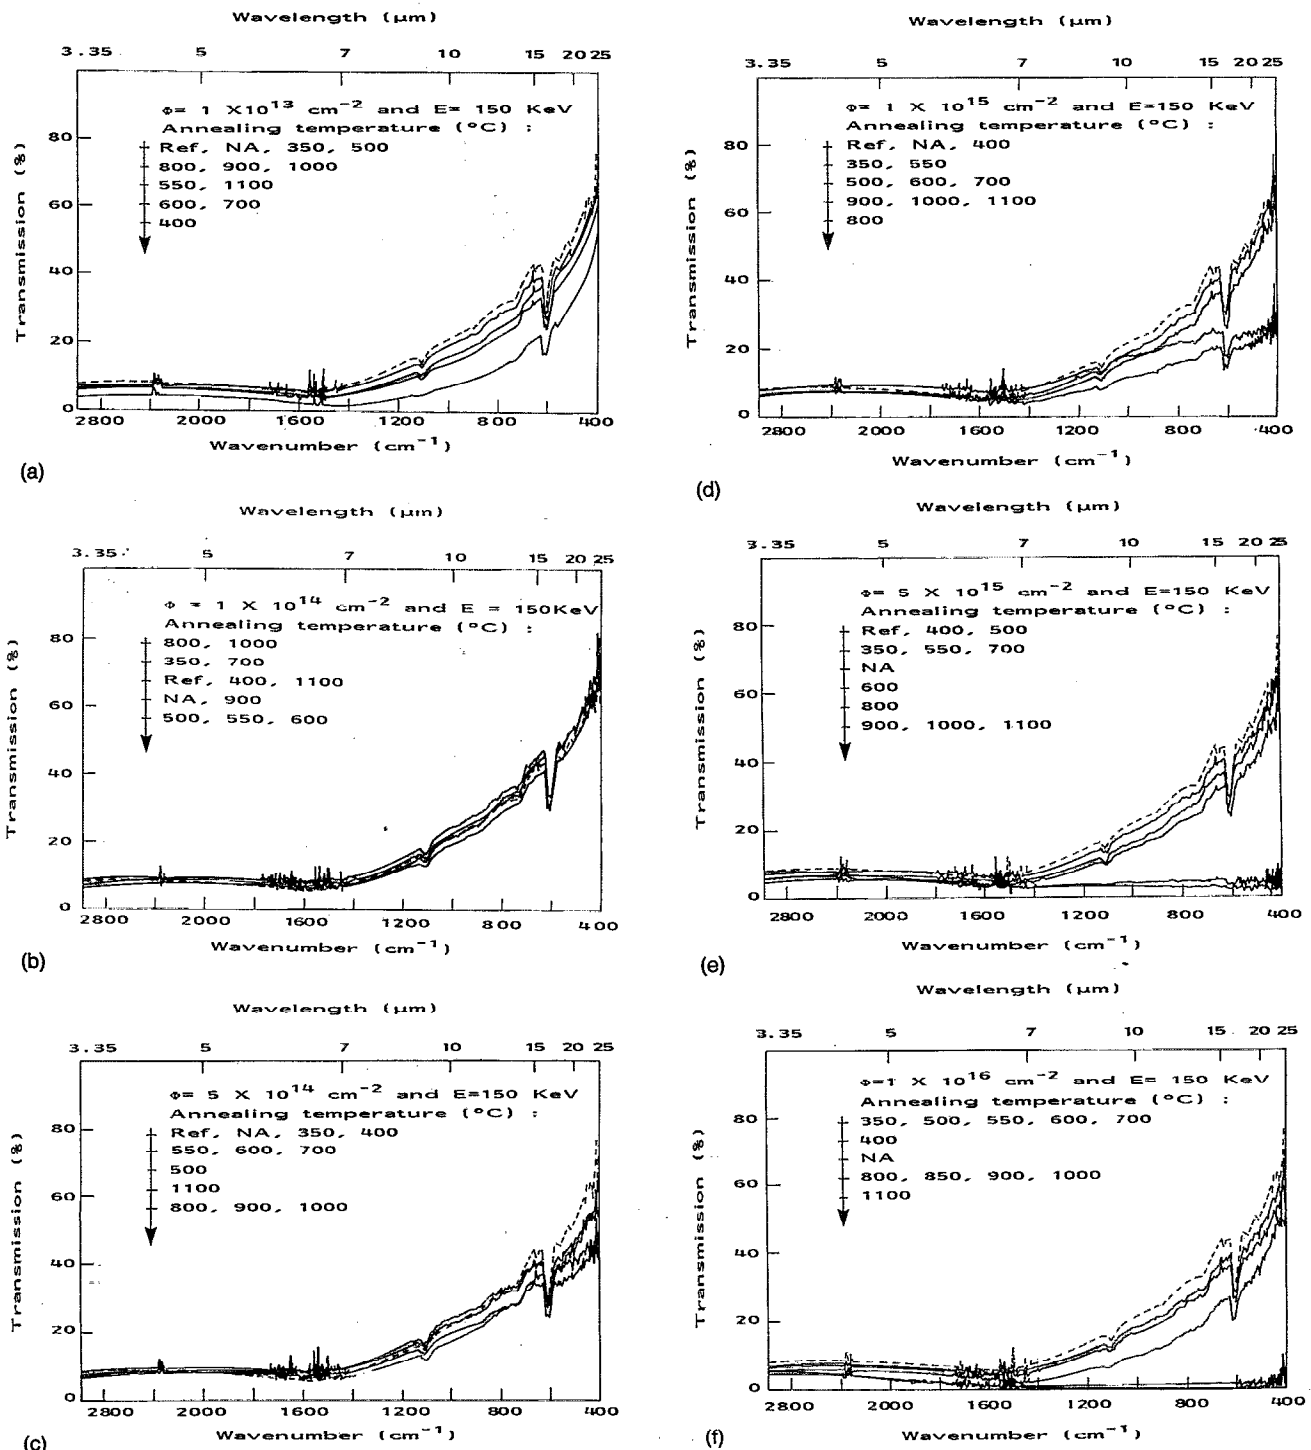 Wavelength (μm)
3.35 5 7 10 15 20 25
Φ= 1 X10^13 cm^-2 and E= 150 KeV
Annealing temperature (°C) :
Ref, NA, 350, 500
800, 900, 1000
550, 1100
600, 700
400
Transmission (%)
80
60
40
20
0
2800 2000 1600 1200 800 400
Wavenumber (cm^-1)
(a)
Wavelength (μm)
3.35 5 7 10 15 20 25
Φ = 1 X 10^14 cm^-2 and E = 150KeV
Annealing temperature (°C) :
800, 1000
350, 700
Ref, 400, 1100
NA, 900
500, 550, 600
Transmission (%)
80
60
40
20
0
2800 2000 1600 1200 800 400
Wavenumber (cm^-1)
(b)
Wavelength (μm)
3.35 5 7 10 15 20 25
Φ= 5 X 10^14 cm^-2 and E=150 KeV
Annealing temperature (°C) :
Ref, NA, 350, 400
550, 600, 700
500
1100
800, 900, 1000
Transmission (%)
80
60
40
20
0
2800 2000 1600 1200 800 400
Wavenumber (cm^-1)
(c)
Wavelength (μm)
3.35 5 7 10 15 20 25
Φ= 1 X 10^15 cm^-2 and E=150 KeV
Annealing temperature (°C) :
Ref, NA, 400
350, 550
500, 600, 700
900, 1000, 1100
800
Transmission (%)
80
60
40
20
0
2800 2000 1600 1200 800 400
Wavenumber (cm^-1)
(d)
Wavelength (μm)
3.35 5 7 10 15 20 25
Φ= 5 X 10^15 cm^-2 and E=150 KeV
Annealing temperature (°C) :
Ref, 400, 500
350, 550, 700
NA
600
800
900, 1000, 1100
Transmission (%)
80
60
40
20
0
2800 2000 1600 1200 800 400
Wavenumber (cm^-1)
(e)
Wavelength (μm)
3.35 5 7 10 15 20 25
Φ=1 X 10^16 cm^-2 and E= 150 KeV
Annealing temperature (°C) :
350, 500, 550, 600, 700
400
NA
800, 850, 900, 1000
1100
Transmission (%)
80
60
40
20
0
2800 2000 1600 1200 800 400
Wavenumber (cm^-1)
(f)